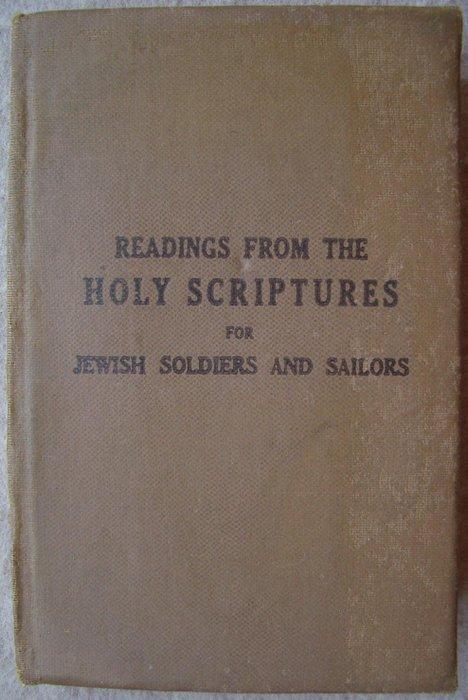 READINGS FROM THE
HOLY SCRIPTURES
FOR
JEWISH SOLDIERS AND SAILORS